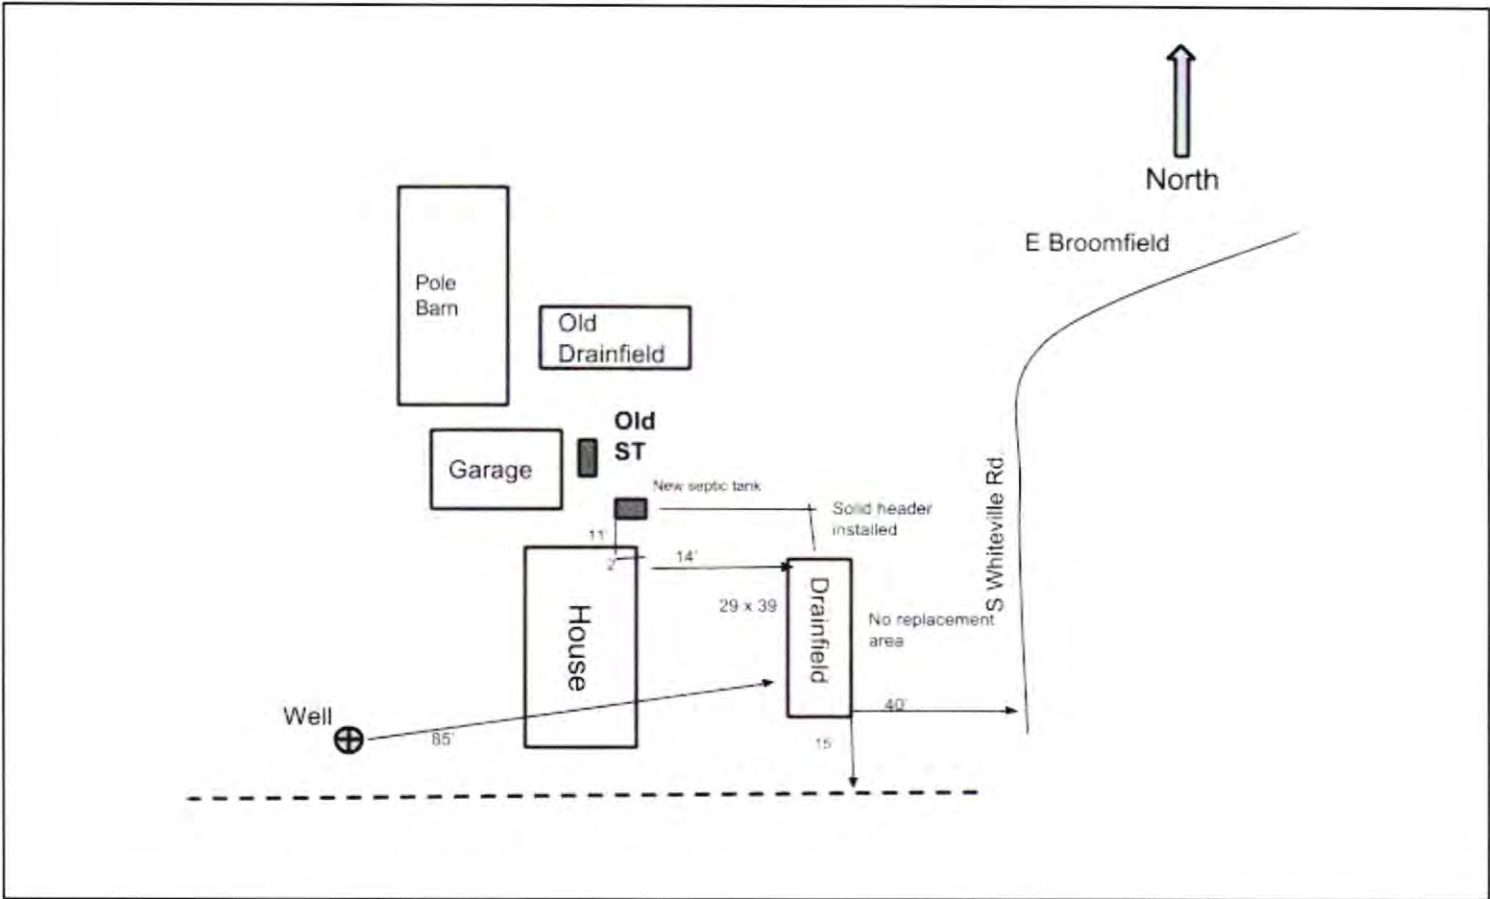 North
E Broomfield
Pole
Barn
Old
Drainfield
Old
ST
Garage
New septic tank
Solid header
installed
11'
2'
14'
29 x 39
Drainfield
House
No replacement
area
S Whiteville Rd.
Well
85'
40'
15'